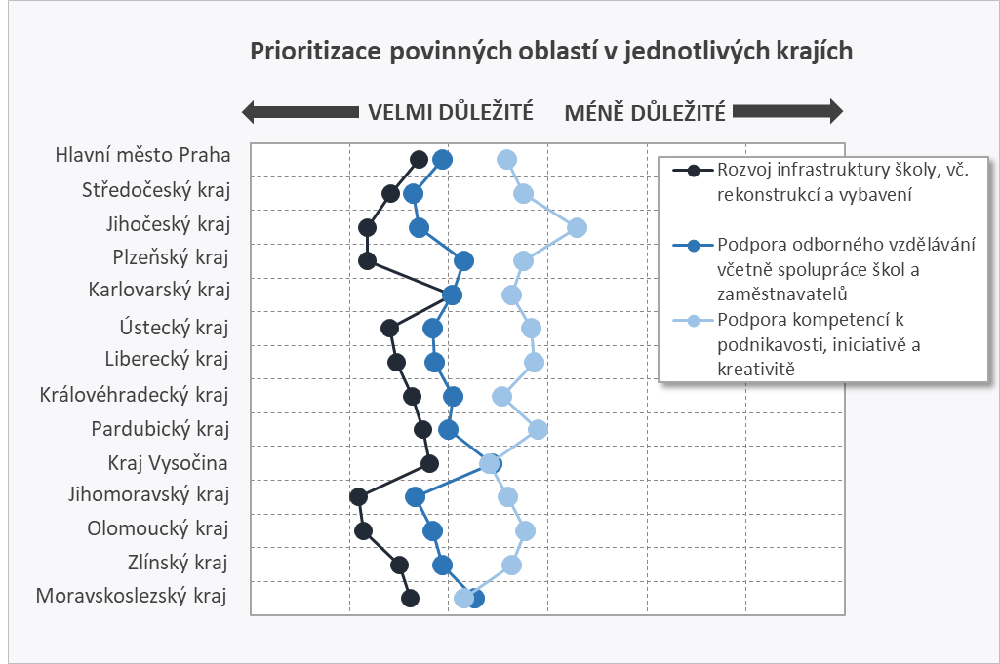 Prioritizace povinných oblastí v jednotlivých krajích
VELMI DŮLEŽITÉ
MÉNĚ DŮLEŽITÉ
Hlavní město Praha
Středočeský kraj
Jihočeský kraj
Plzeňský kraj
Karlovarský kraj
Ústecký kraj
Liberecký kraj
Královéhradecký kraj
Pardubický kraj
Kraj Vysočina
Jihomoravský kraj
Olomoucký kraj
Zlínský kraj
Moravskoslezský kraj
Rozvoj infrastruktury školy, vč.
rekonstrukcí a vybavení
Podpora odborného vzdělávání
včetně spolupráce škol a
zaměstnavatelů
Podpora kompetencí k
podnikavosti, iniciativě a
kreativitě